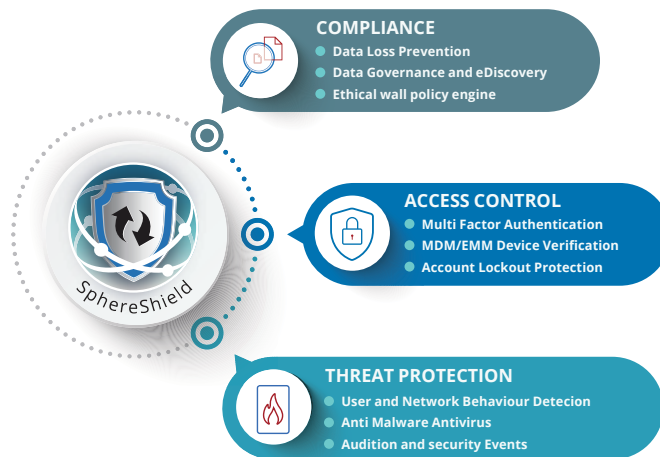 COMPLIANCE
Data Loss Prevention
Data Governance and eDiscovery
Ethical wall policy engine
SphereShield
ACCESS CONTROL
Multi Factor Authentication
MDM/EMM Device Verification
Account Lockout Protection
THREAT PROTECTION
User and Network Behaviour Detecion
Anti Malware Antivirus
Audition and security Events